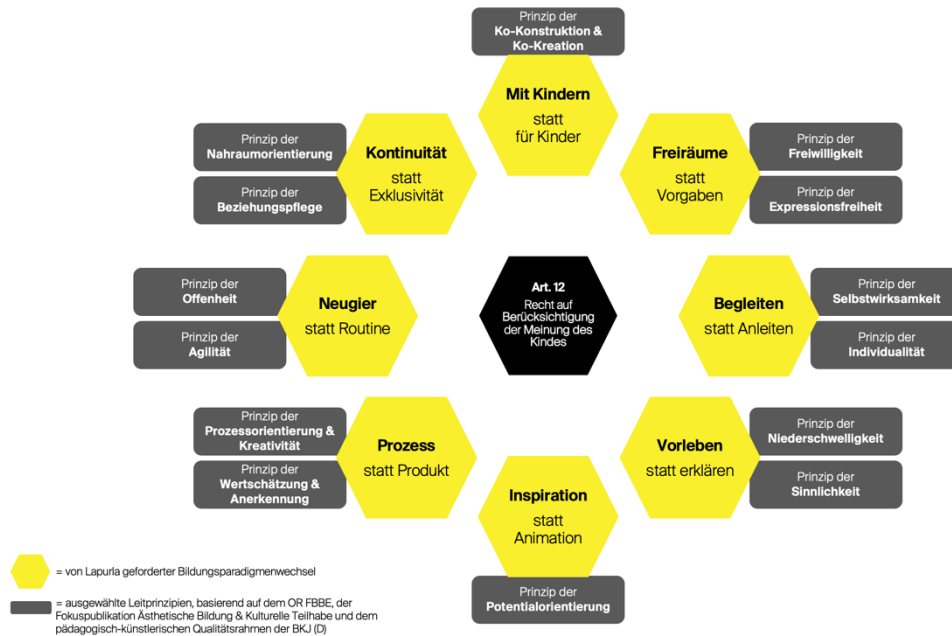 Prinzip der
Ko-Konstruktion &
Ko-Kreation
Mit Kindern
statt
für Kinder
Prinzip der
Nahraumorientierung
Prinzip der
Beziehungspflege
Kontinuität
statt
Exklusivität
Freiräume
statt
Vorgaben
Prinzip der
Freiwilligkeit
Prinzip der
Expressionsfreiheit
Prinzip der
Offenheit
Prinzip der
Agilität
Neugier
statt Routine
Art. 12
Recht auf
Berücksichtigung
der Meinung des
Kindes
Begleiten
statt Anleiten
Prinzip der
Selbstwirksamkeit
Prinzip der
Individualität
Prinzip der
Prozessorientierung &
Kreativität
Prinzip der
Wertschätzung &
Anerkennung
Prozess
statt Produkt
Vorleben
statt erklären
Prinzip der
Niederschwelligkeit
Prinzip der
Sinnlichkeit
Inspiration
statt
Animation
Prinzip der
Potentialorientierung
= von Lapurla geforderter Bildungsparadigmenwechsel
= ausgewählte Leitprinzipien, basierend auf dem OR FBBE, der
Fokuspublikation Ästhetische Bildung & Kulturelle Teilhabe und dem
pädagogisch-künstlerischen Qualitätsrahmen der BKJ (D)